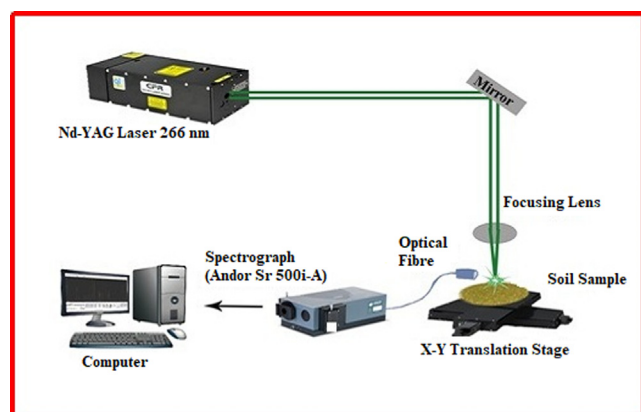 Nd-YAG Laser 266 nm
Mirror
Focusing Lens
Optical
Fibre
Spectrograph
(Andor Sr 500i-A)
Soil Sample
X-Y Translation Stage
Computer